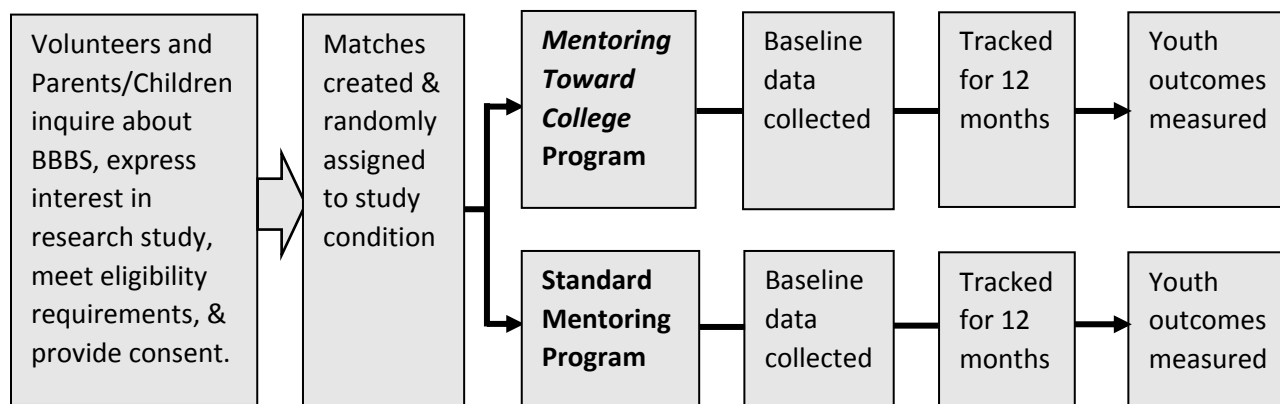 Volunteers and
Parents/Children
inquire about
BBBS, express
interest in
research study,
meet eligibility
requirements, &
provide consent.
Matches
created &
randomly
assigned
to study
condition
Mentoring
Toward
College
Program
Baseline
data
collected
Tracked
for 12
months
Youth
outcomes
measured
Standard
Mentoring
Program
Baseline
data
collected
Tracked
for 12
months
Youth
outcomes
measured